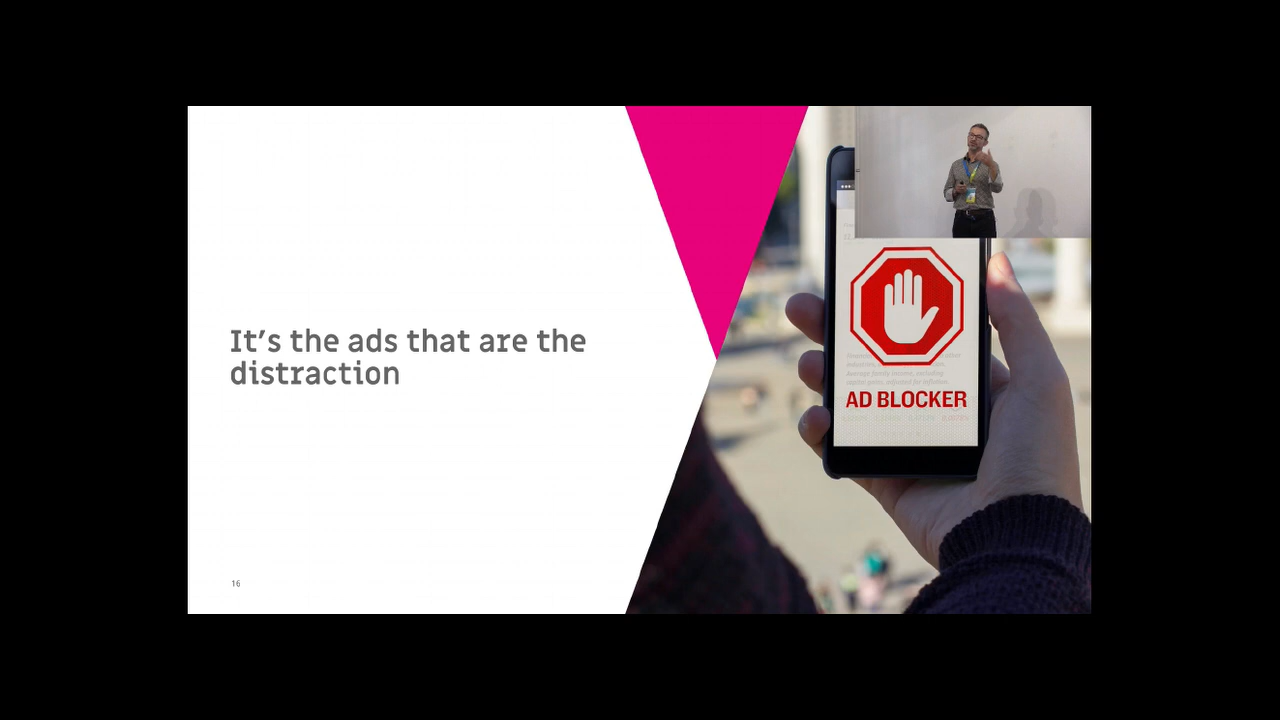 It's the ads that are the
distraction
AD BLOCKER
16